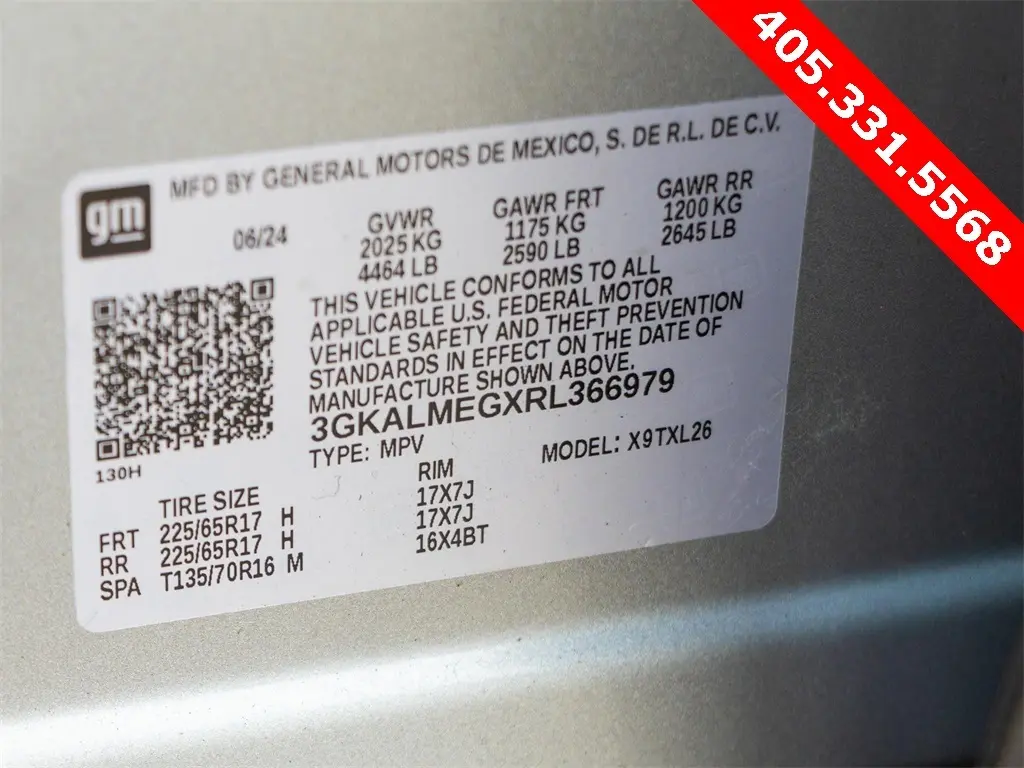 405.331.5568
MFD BY GENERAL MOTORS DE MEXICO, S. DE R.L. DE C.V.
gm
06/24
GVWR
2025 KG
4464 LB
GAWR FRT
1175 KG
2590 LB
GAWR RR
1200 KG
2645 LB
THIS VEHICLE CONFORMS TO ALL
APPLICABLE U.S. FEDERAL MOTOR
VEHICLE SAFETY AND THEFT PREVENTION
STANDARDS IN EFFECT ON THE DATE OF
MANUFACTURE SHOWN ABOVE.
3GKALMEGXRL366979
TYPE: MPV MODEL: X9TXL26
130H
TIRE SIZE RIM
FRT 225/65R17 H 17X7J
RR 225/65R17 H 17X7J
SPA T135/70R16 M 16X4BT